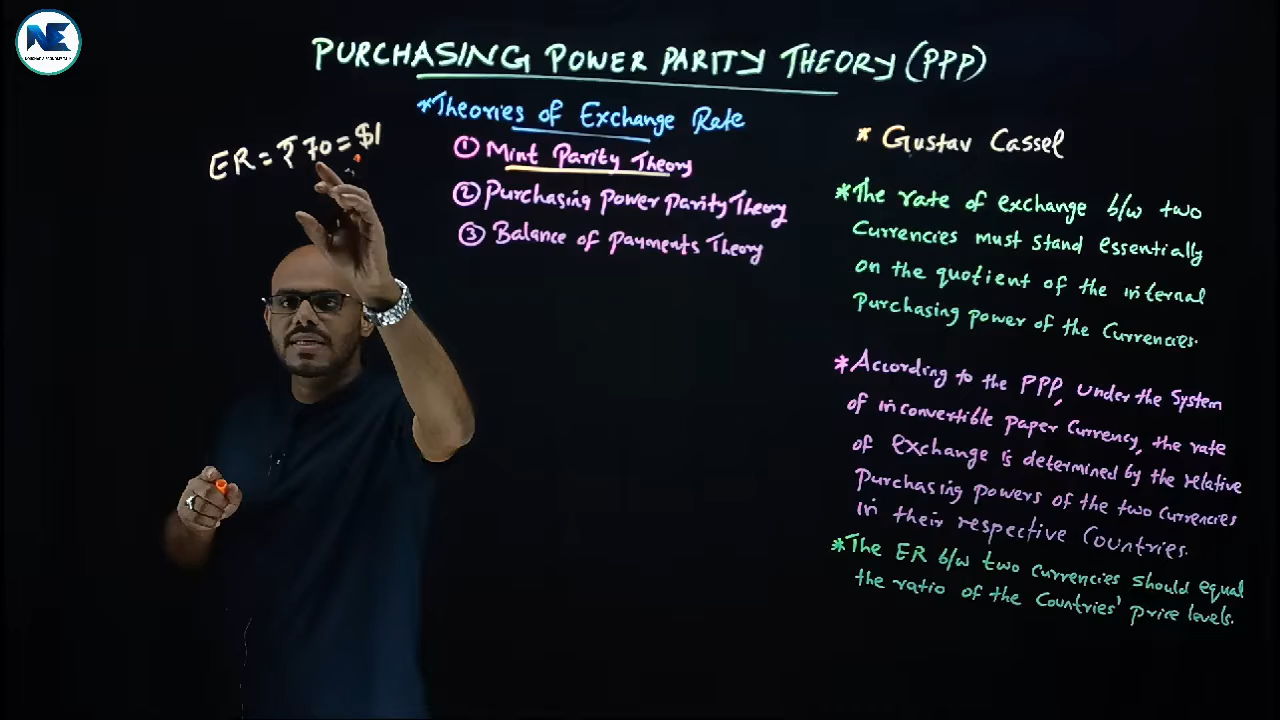 NE
PURCHASING POWER PARITY THEORY (PPP)
*Theories of Exchange Rate
ER = ₹70 = $1
① Mint Parity Theory
② Purchasing Power Parity Theory
③ Balance of Payments Theory
* Gustav Cassel
*The rate of exchange b/w two
Currencies must stand essentially
on the quotient of the internal
Purchasing power of the Currencies.
*According to the PPP, under the System
of inconvertible paper Currency, the rate
of exchange is determined by the relative
Purchasing powers of the two Currencies
in their respective Countries.
*The ER b/w two Currencies should equal
the ratio of the Countries' price levels.